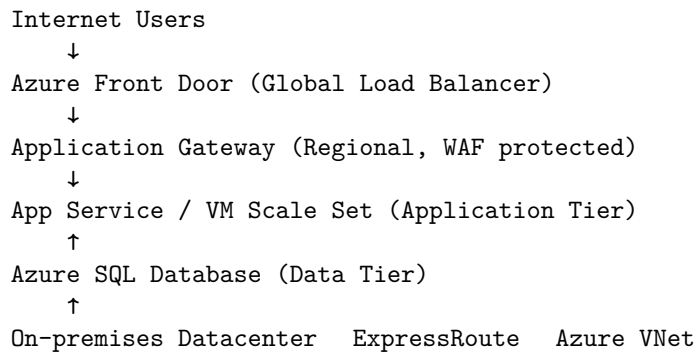 Internet Users
↓
Azure Front Door (Global Load Balancer)
↓
Application Gateway (Regional, WAF protected)
↓
App Service / VM Scale Set (Application Tier)
↑
Azure SQL Database (Data Tier)
↑
On-premises Datacenter ExpressRoute Azure VNet